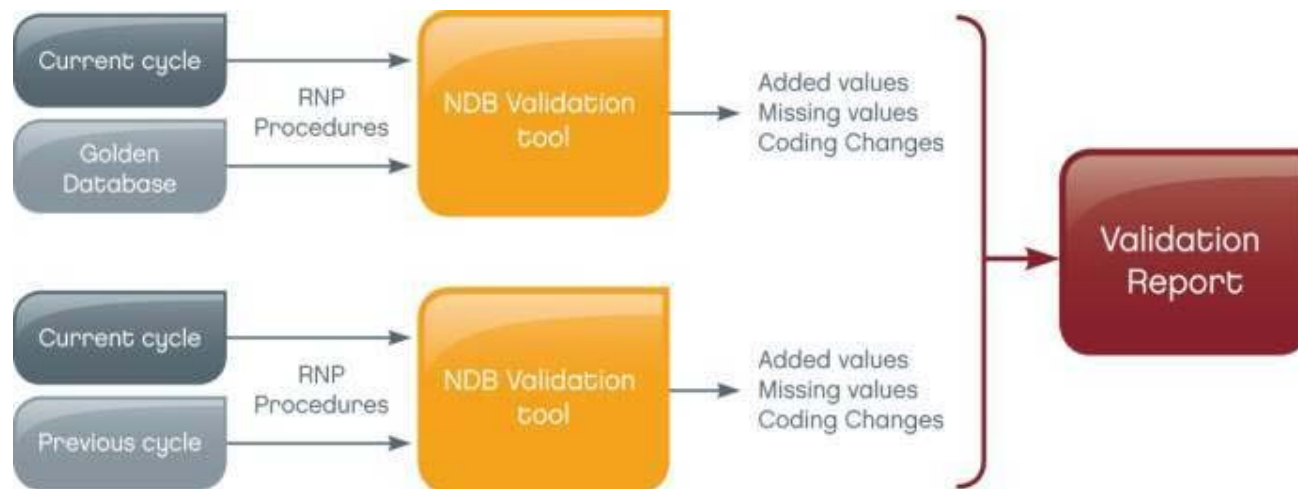 Current cycle
RNP
Procedures
Golden
Database
NDB Validation
tool
Added values
Missing values
Coding Changes
Validation
Report
Current cycle
RNP
Procedures
Previous cycle
NDB Validation
tool
Added values
Missing values
Coding Changes